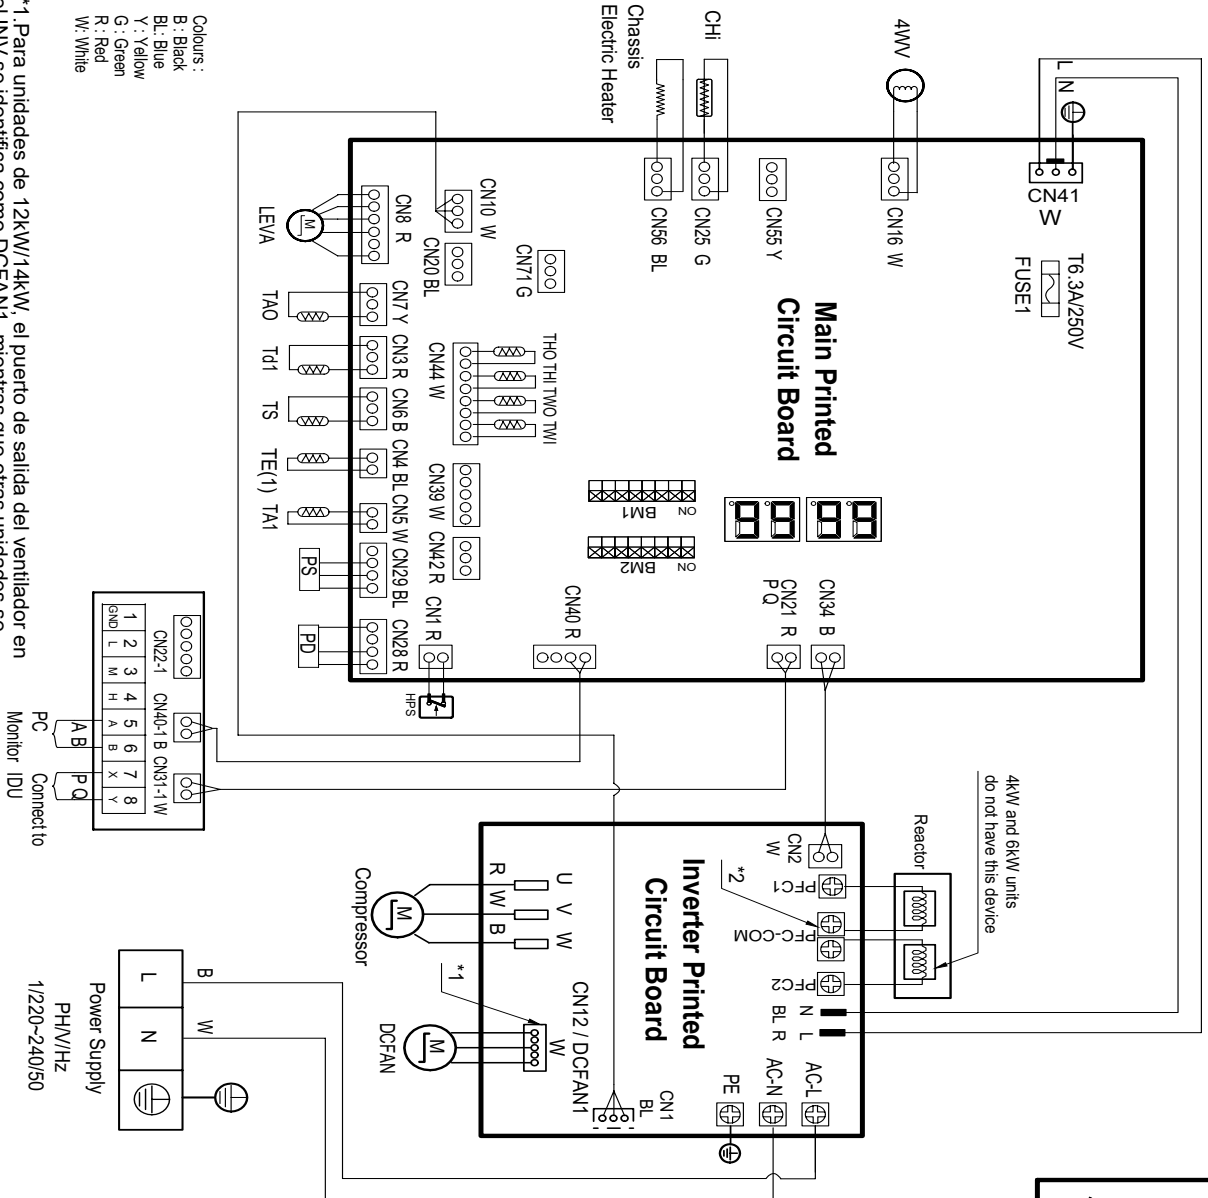 4WV
CHi
Chassis
Electric Heater
Colours :
B : Black
BL: Blue
Y : Yellow
G : Green
R : Red
W: White
L N
CN41
W
T6.3A/250V
FUSE1
CN16 W
CN55 Y
CN25 G
CN56 BL
Main Printed
Circuit Board
CN10 W
CN20 BL
CN71 G
CN8 R
LEVA
CN7 Y
TAO
CN3 R
Td1
CN6 B
TS
CN4 BL
TE(1)
CN5 W
TA1
CN29 BL
PS
CN28 R
PD
CN44 W
THO THI TWO TWI
CN39 W
CN42 R
CN1 R
HPS
BM1
ON
BM2
ON
CN40 R
CN21 R
P Q
CN34 B
CN22-1
CN40-1 B
CN31-1 W
1 2 3 4 5 6 7 8
GND L M H A B X Y
A B
P Q
PC
Monitor
Connect to
IDU
4kW and 6kW units
do not have this device
Reactor
CN2
W
PFC1
PFC-COM
PFC2
*2
N
BL
L
R
AC-L
AC-N
PE
Inverter Printed
Circuit Board
U V W
R W B
Compressor
*1
W
CN12 / DCFAN1
DCFAN
CN1
BL
L N
B W
Power Supply
PH/V/Hz
1/220~240/50
*1.Para unidades de 12kW/14kW, el puerto de salida del ventilador en